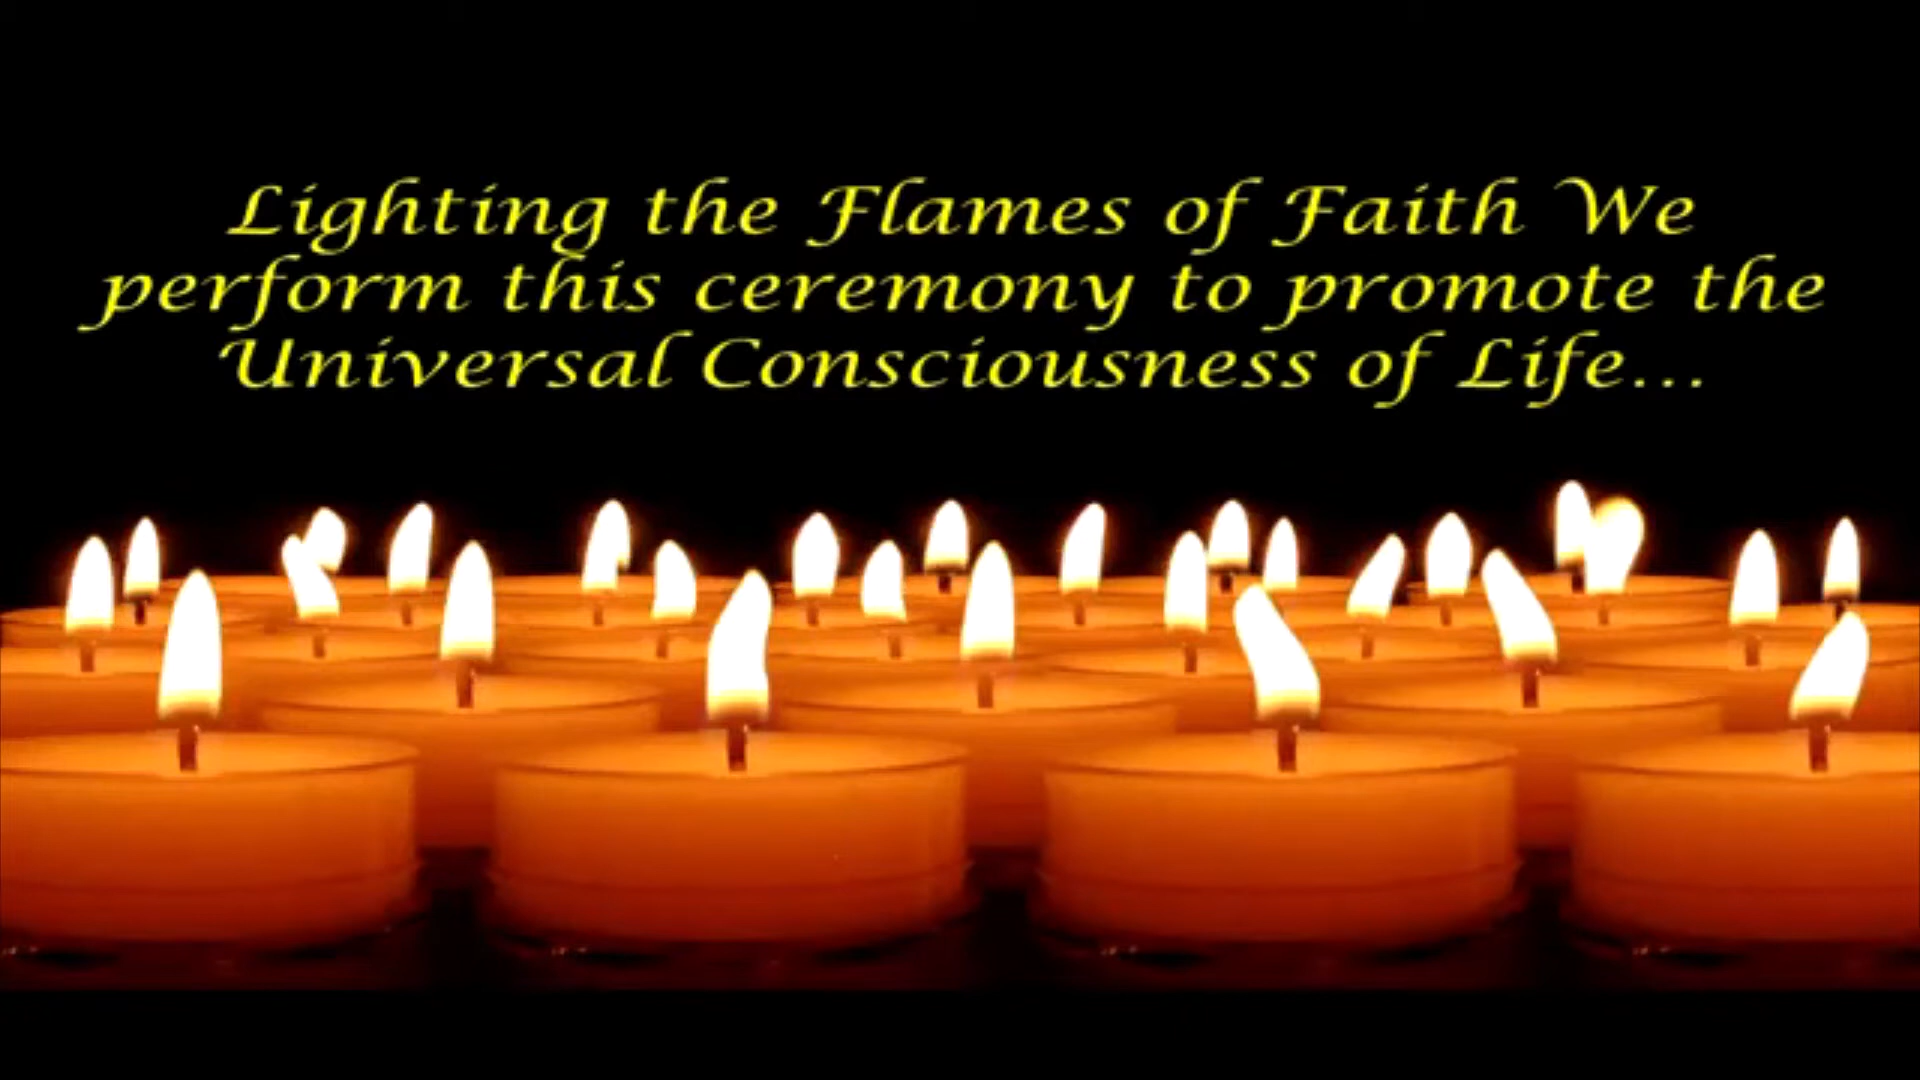 Lighting the Flames of Faith We
perform this ceremony to promote the
Universal Consciousness of Life...